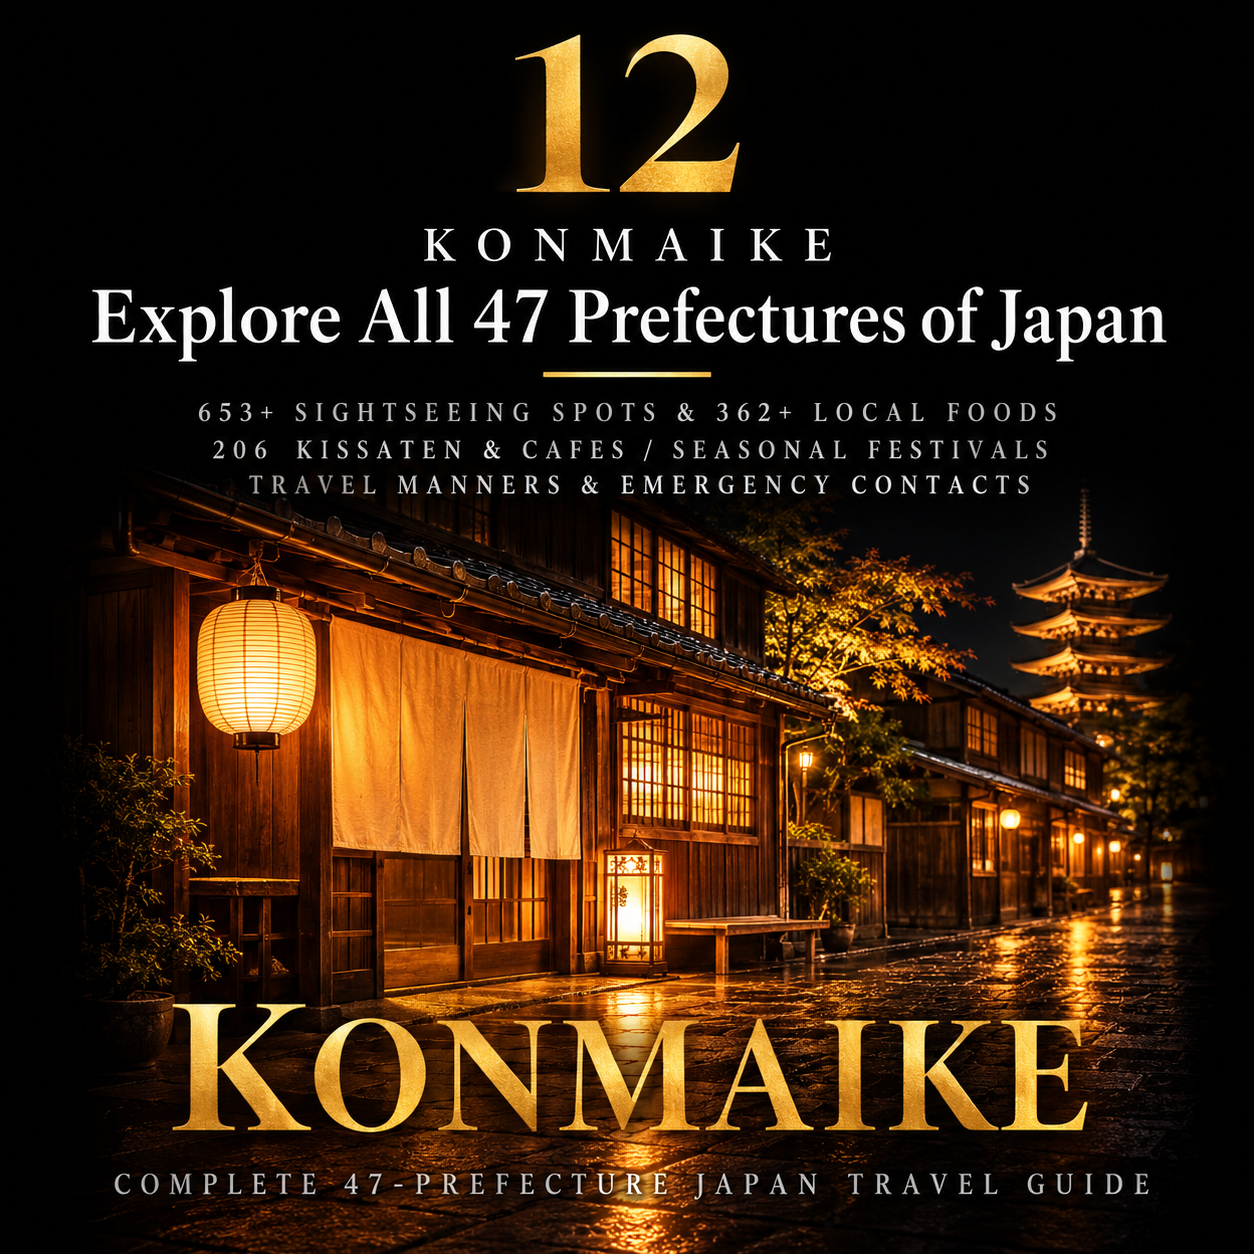 12
KONMAIKE
Explore All 47 Prefectures of Japan
653+ SIGHTSEEING SPOTS & 362+ LOCAL FOODS
206 KISSATEN & CAFES / SEASONAL FESTIVALS
TRAVEL MANNERS & EMERGENCY CONTACTS
KONMAIKE
COMPLETE 47-PREFECTURE JAPAN TRAVEL GUIDE